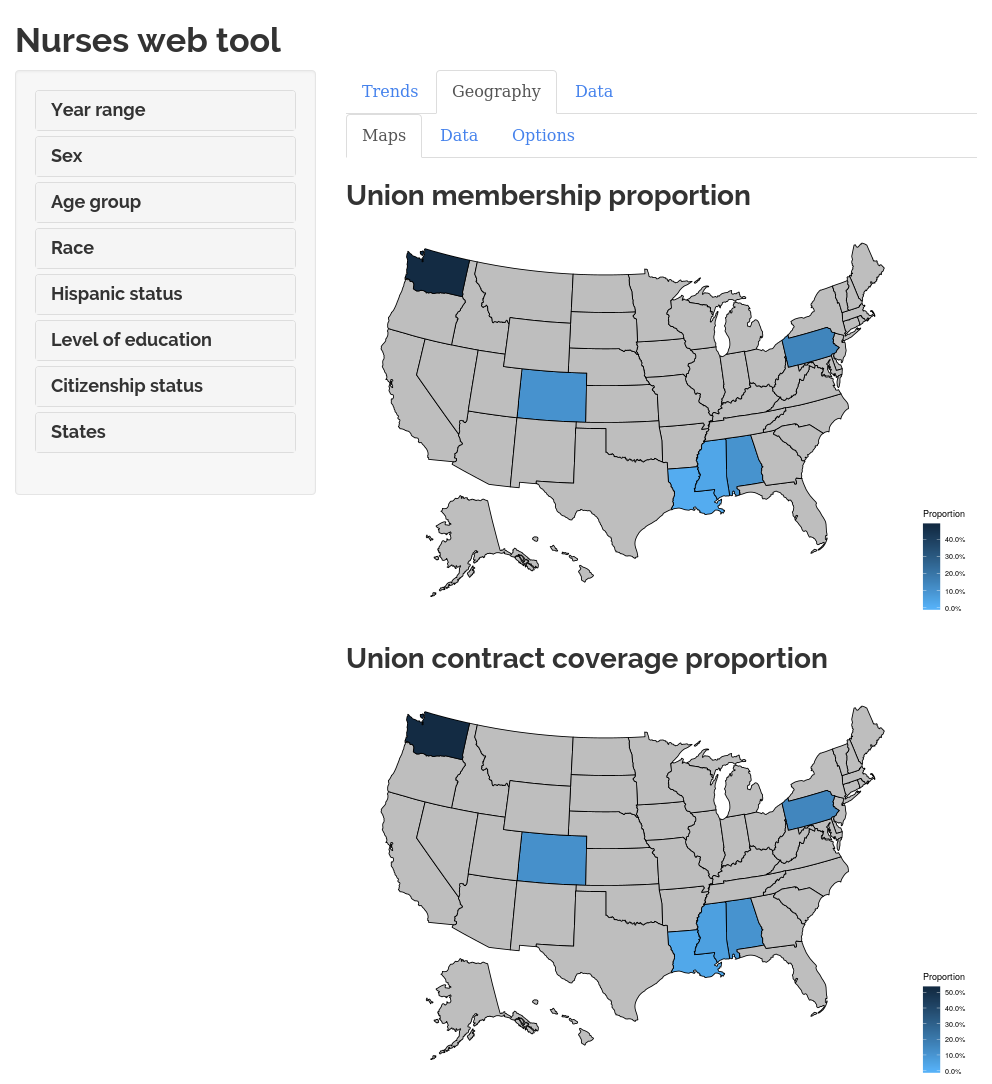 Nurses web tool
Year range
Sex
Age group
Race
Hispanic status
Level of education
Citizenship status
States
Trends Geography Data
Maps Data Options
Union membership proportion
Proportion
40.0%
30.0%
20.0%
10.0%
0.0%
Union contract coverage proportion
Proportion
50.0%
40.0%
30.0%
20.0%
10.0%
0.0%